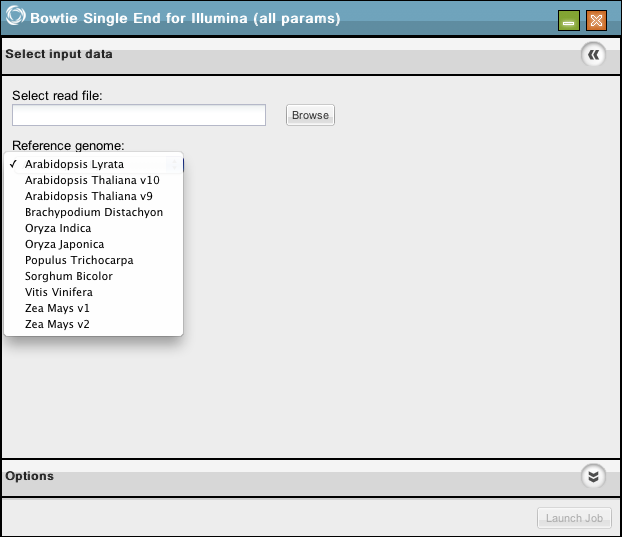 Bowtie Single End for Illumina (all params)
Select input data
Select read file:
Browse
Reference genome:
✓ Arabidopsis Lyrata
Arabidopsis Thaliana v10
Arabidopsis Thaliana v9
Brachypodium Distachyon
Oryza Indica
Oryza Japonica
Populus Trichocarpa
Sorghum Bicolor
Vitis Vinifera
Zea Mays v1
Zea Mays v2
Options
Launch Job